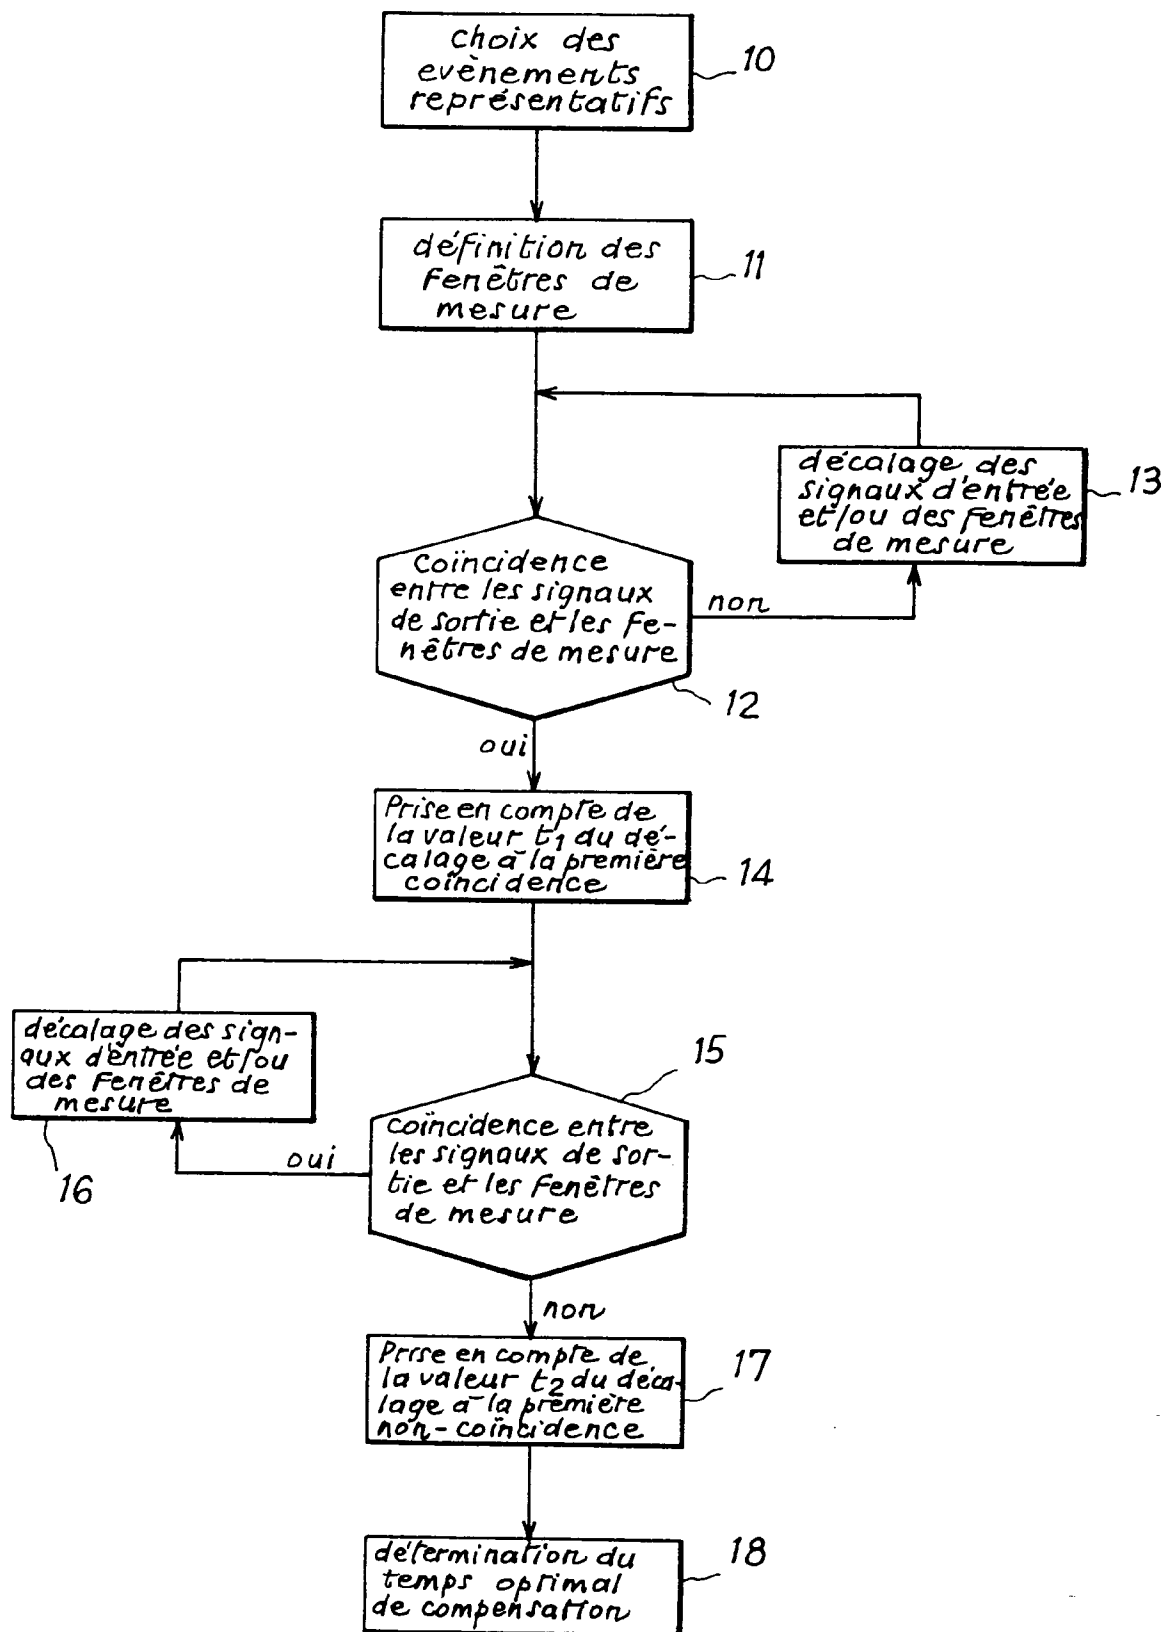 choix des
evènements
représentatifs
10
définition des
Fenêtres de
mesure
11
décalage des
signaux d'entrée
et/ou des fenêtres
de mesure
13
Coïncidence
entre les signaux
de sortie et les fe-
nêtres de mesure
non
12
oui
Prise en compte de
la valeur t1 du dé-
calage à la première
coïncidence
14
décalage des sign-
aux d'entrée et/ou
des Fenêtres de
mesure
16
15
Coïncidence entre
les signaux de sor-
tie et les Fenêtres
de mesure
oui
non
Prise en compte de
la valeur t2 du déca-
lage à la première
non-coïncidence
17
détermination du
temps optimal
de compensation
18